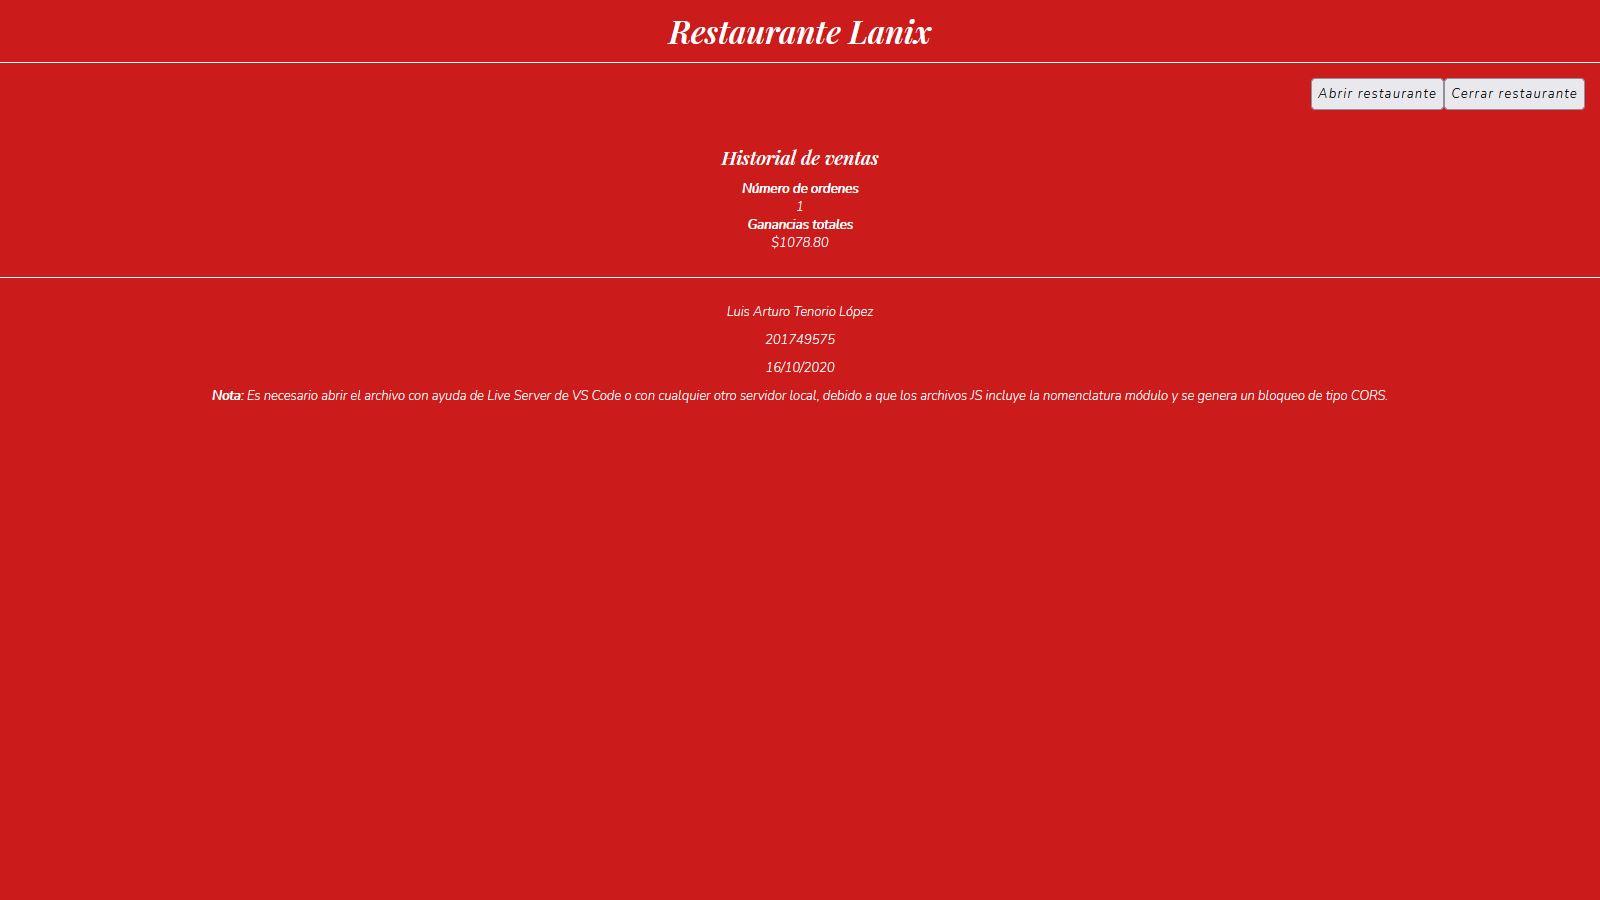 Restaurante Lanix
Abrir restaurante Cerrar restaurante
Historial de ventas
Número de ordenes
1
Ganancias totales
$1078.80
Luis Arturo Tenorio López
201749575
16/10/2020
Nota: Es necesario abrir el archivo con ayuda de Live Server de VS Code o con cualquier otro servidor local, debido a que los archivos JS incluye la nomenclatura módulo y se genera un bloqueo de tipo CORS.